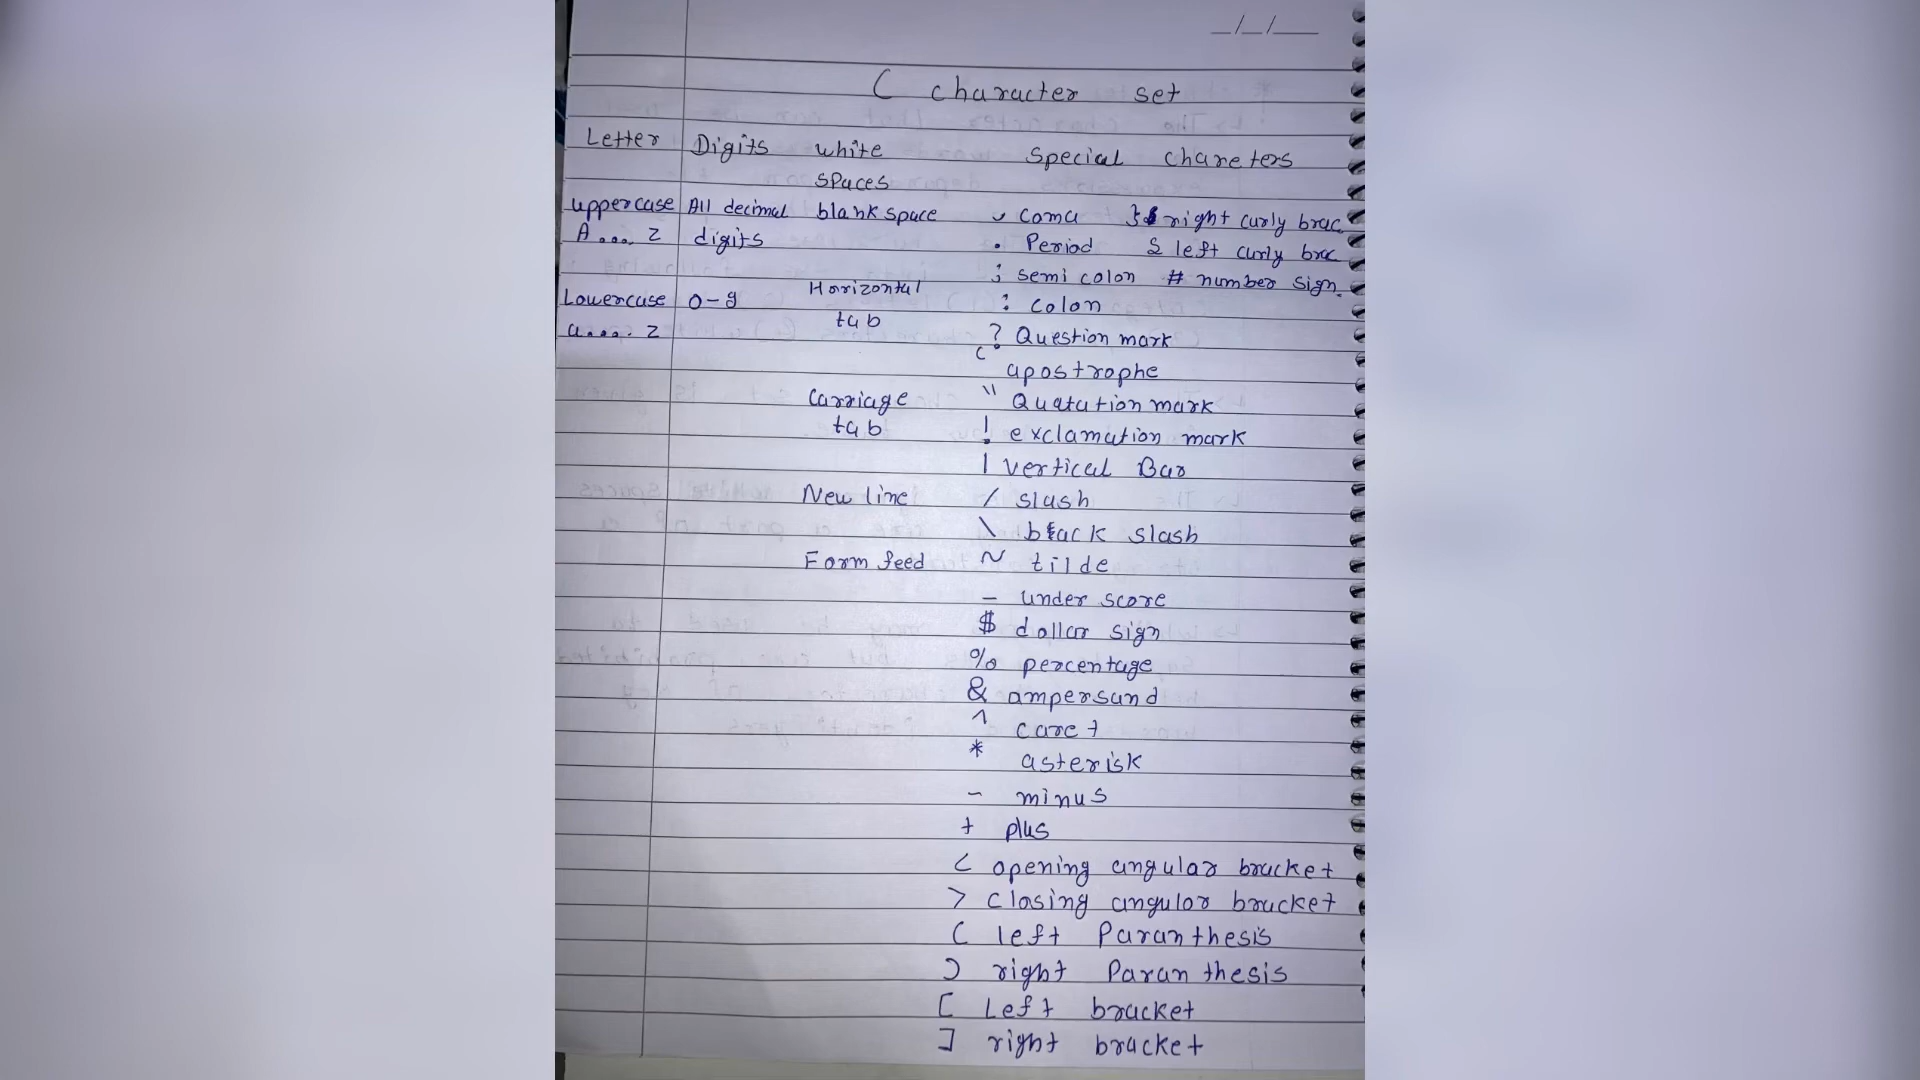 _/_/__
C character set
Letter Digits white Special chareters
spaces
uppercase All decimal blank space , Coma } right curly brac
A.... Z digits . Period { left curly brac
; semi colon # number sign.
Lowercase 0-9 Horizontal : colon
a..... z tab ? Question mark
' apostrophe
Carriage " Quatation mark
tab ! exclamation mark
| vertical Bar
New line / slash
\ back slash
Form feed ~ tilde
_ under score
$ dollar sign
% percentage
& ampersand
^ caret
* asterisk
- minus
+ plus
< opening angular bracket
> closing angular bracket
( left Paranthesis
) right Paranthesis
[ Left bracket
] right bracket